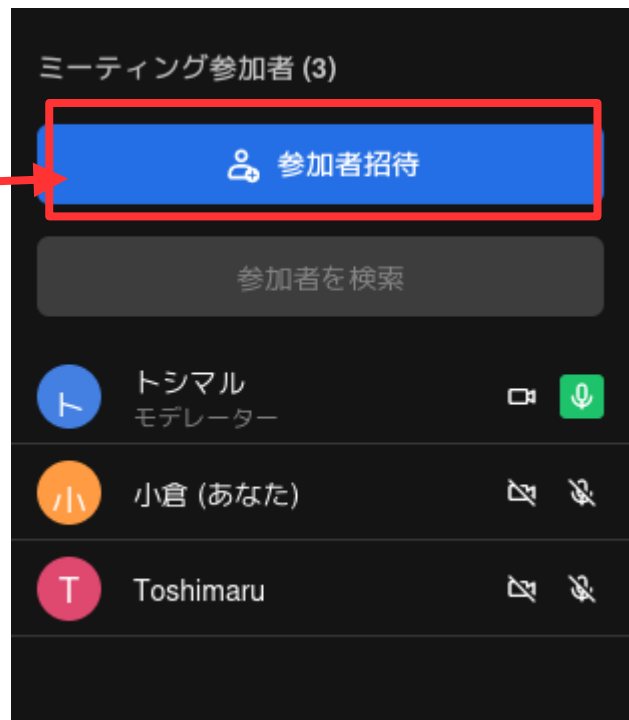 ミーティング参加者 (3)
参加者招待
参加者を検索
ト
トシマル
モデレーター
小
小倉 (あなた)
T
Toshimaru